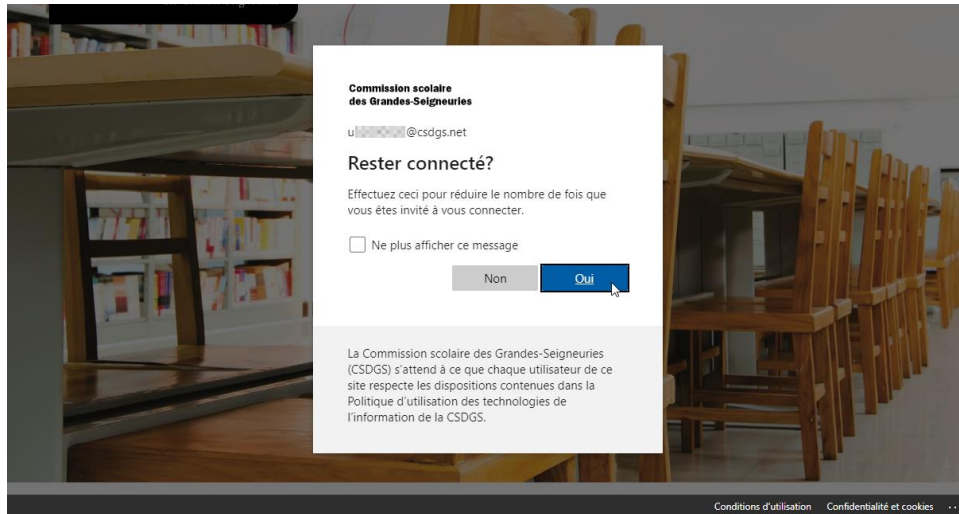 Commission scolaire
des Grandes-Seigneuries
u @csdgs.net
Rester connecté?
Effectuez ceci pour réduire le nombre de fois que
vous êtes invité à vous connecter.
Ne plus afficher ce message
Non
Oui
La Commission scolaire des Grandes-Seigneuries
(CSDGS) s'attend à ce que chaque utilisateur de ce
site respecte les dispositions contenues dans la
Politique d'utilisation des technologies de
l'information de la CSDGS.
Conditions d'utilisation Confidentialité et cookies ..